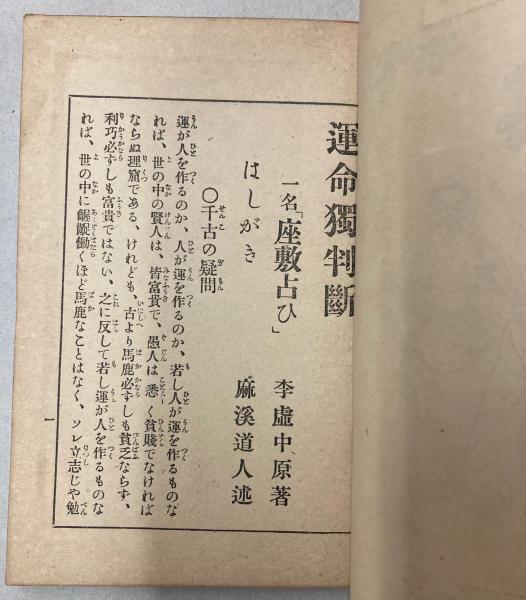 運命獨判斷
一名「座敷占ひ」
李虛中原著
麻溪道人述
はしがき
〇千古の疑問
運が人を作るのか、人が運を作るのか、若し人が運を作るものな
れば、世の中の賢人は、皆富貴で、愚人は悉く貧賤でなければ
ならぬ理窟である、けれども、古より馬鹿必ずしも貧乏ならず、
利巧必ずしも富貴ではない、之に反して若し運が人を作るものな
れば、世の中に齷齪働くほど馬鹿なことはなく、ソレ立志じや勉
一